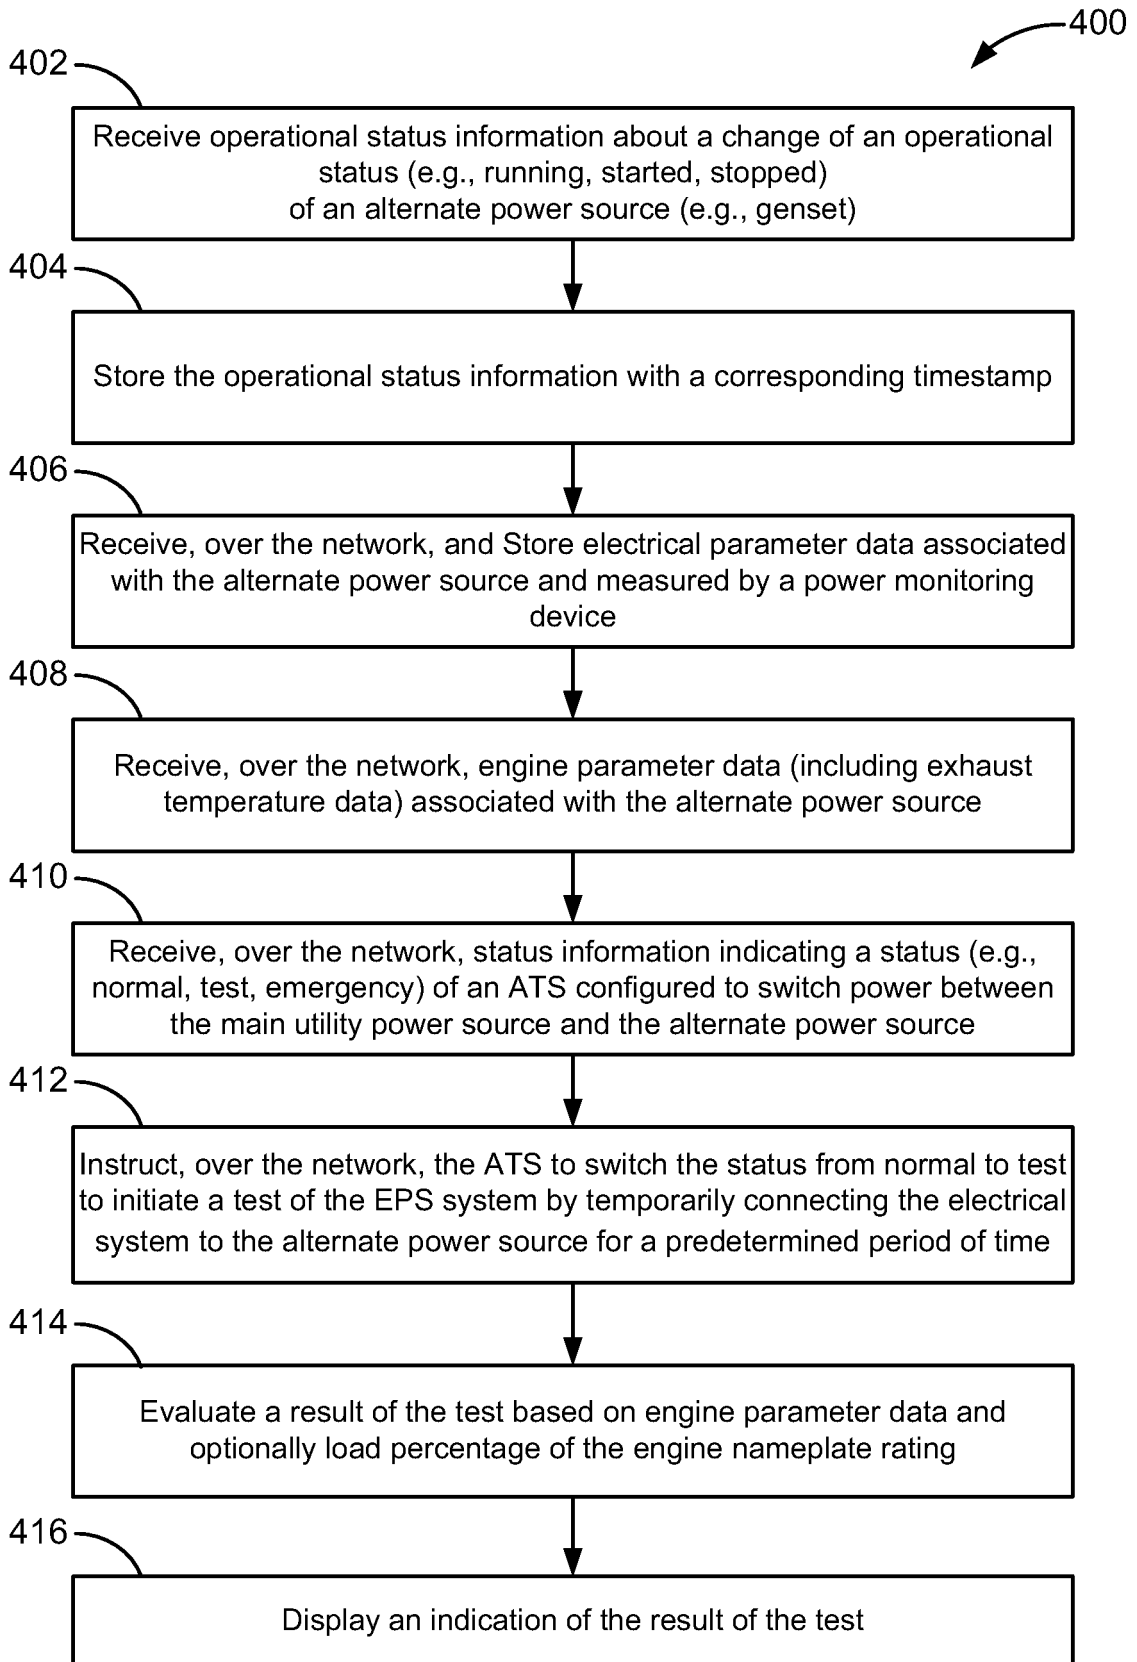 400
402
Receive operational status information about a change of an operational
status (e.g., running, started, stopped)
of an alternate power source (e.g., genset)
404
Store the operational status information with a corresponding timestamp
406
Receive, over the network, and Store electrical parameter data associated
with the alternate power source and measured by a power monitoring
device
408
Receive, over the network, engine parameter data (including exhaust
temperature data) associated with the alternate power source
410
Receive, over the network, status information indicating a status (e.g.,
normal, test, emergency) of an ATS configured to switch power between
the main utility power source and the alternate power source
412
Instruct, over the network, the ATS to switch the status from normal to test
to initiate a test of the EPS system by temporarily connecting the electrical
system to the alternate power source for a predetermined period of time
414
Evaluate a result of the test based on engine parameter data and
optionally load percentage of the engine nameplate rating
416
Display an indication of the result of the test